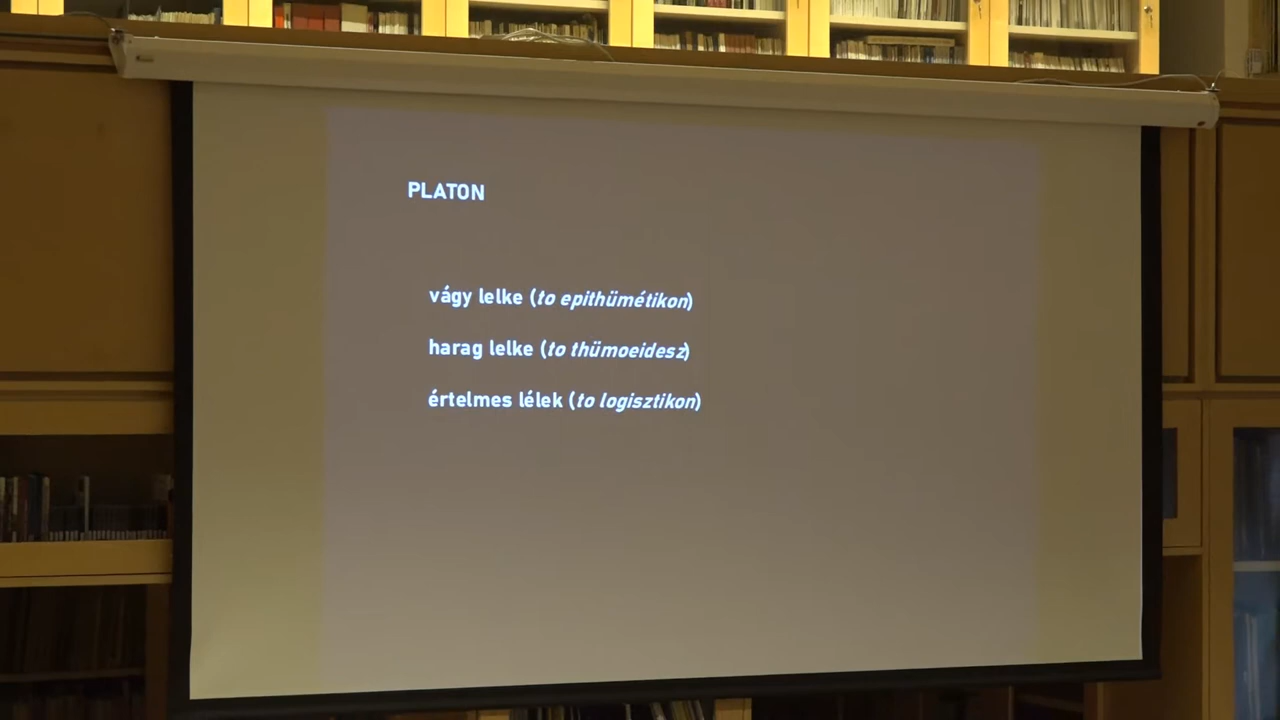 PLATON
vágy lelke (to epithümétikon)
harag lelke (to thümoeidesz)
értelmes lélek (to logisztikon)